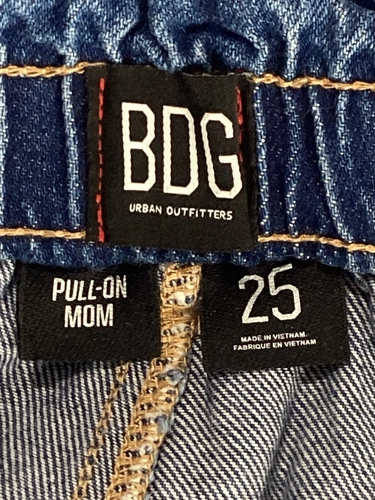 BDG
URBAN OUTFITTERS
PULL-ON
MOM
25
MADE IN VIETNAM
FABRIQUE EN VIETNAM